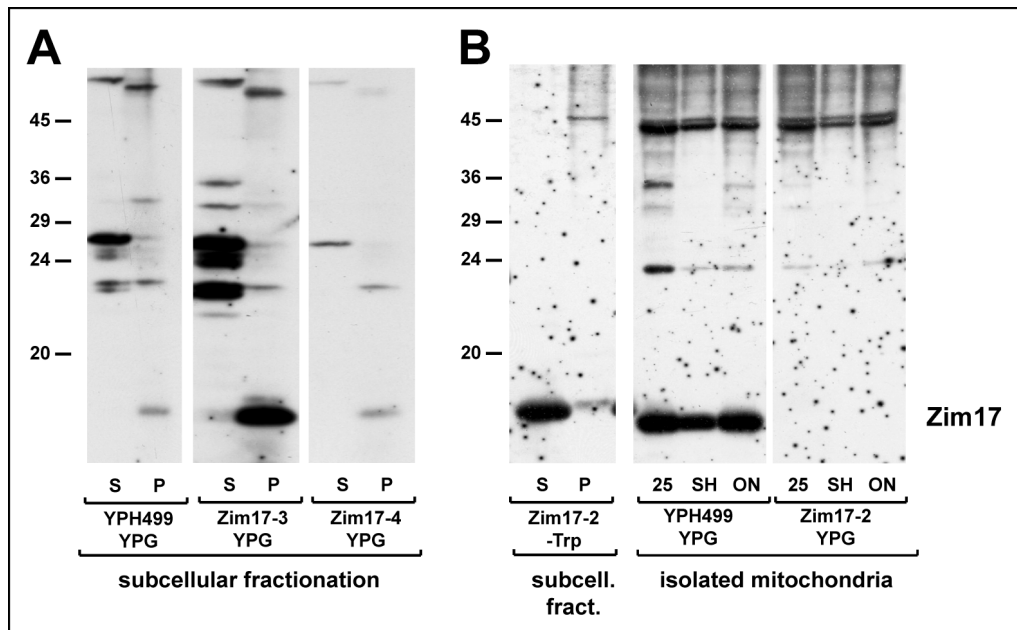 A
B
45
36
29
24
20
45
36
29
24
20
Zim17
S P S P S P
S P 25 SH ON 25 SH ON
YPH499 YPG
Zim17-3 YPG
Zim17-4 YPG
Zim17-2 -Trp
YPH499 YPG
Zim17-2 YPG
subcellular fractionation
subcell. fract.
isolated mitochondria